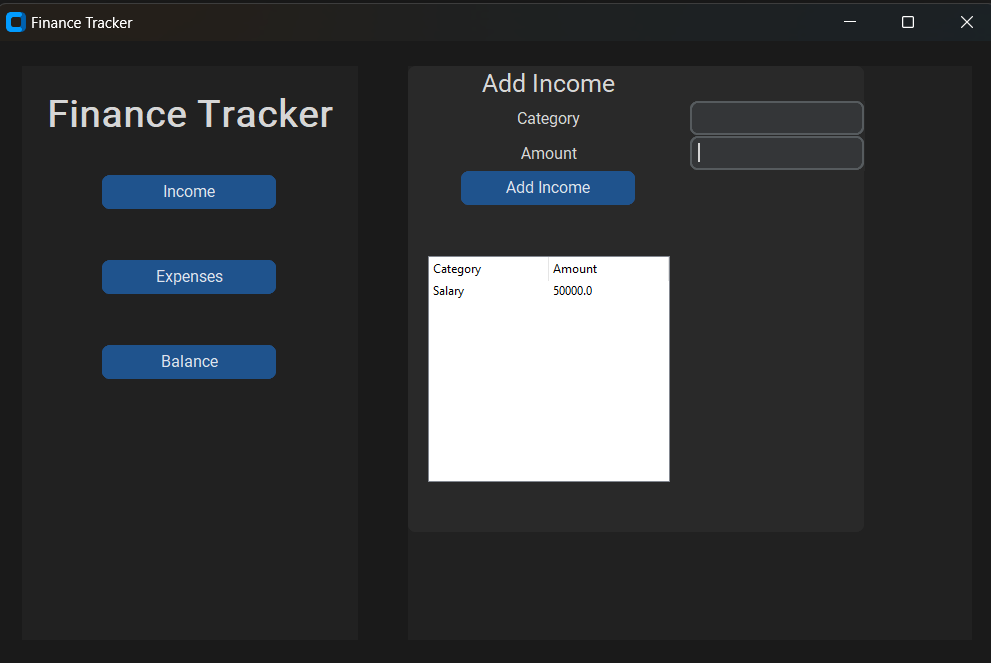 Finance Tracker
Finance Tracker
Income
Expenses
Balance
Add Income
Category
Amount
Add Income
Category Amount
Salary 50000.0